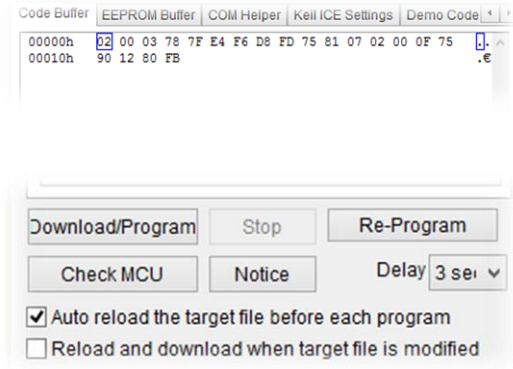 Code Buffer EEPROM Buffer COM Helper Keil ICE Settings Demo Code
00000h 02 00 03 78 7F E4 F6 D8 FD 75 81 07 02 00 0F 75 ..
00010h 90 12 80 FB .€
Download/Program Stop Re-Program
Check MCU Notice Delay 3 sec
Auto reload the target file before each program
Reload and download when target file is modified